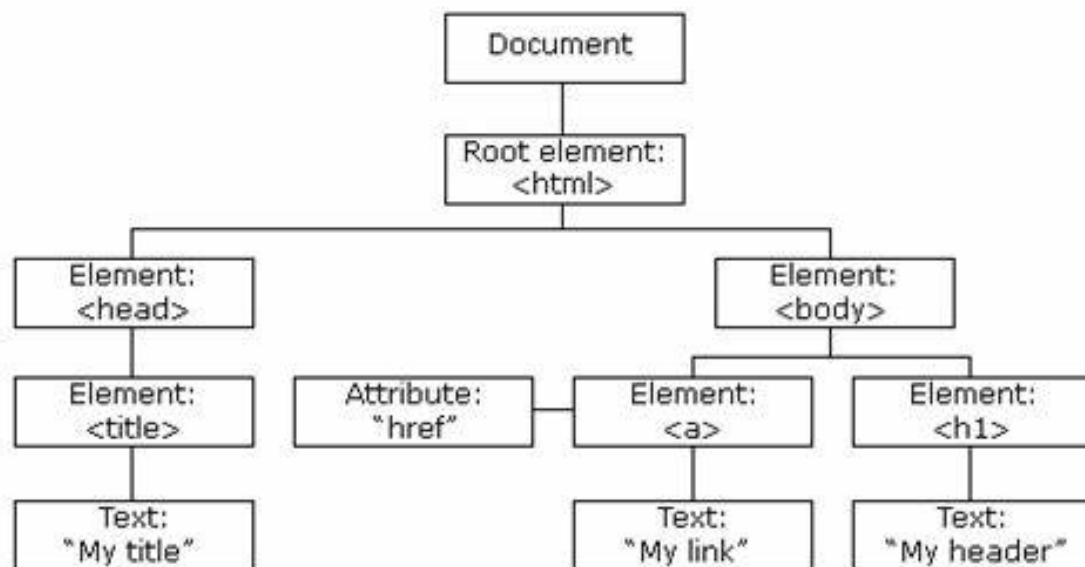 Document
Root element:
<html>
Element:
<head>
Element:
<body>
Element:
<title>
Attribute:
“href”
Element:
<a>
Element:
<h1>
Text:
“My title”
Text:
“My link”
Text:
“My header”